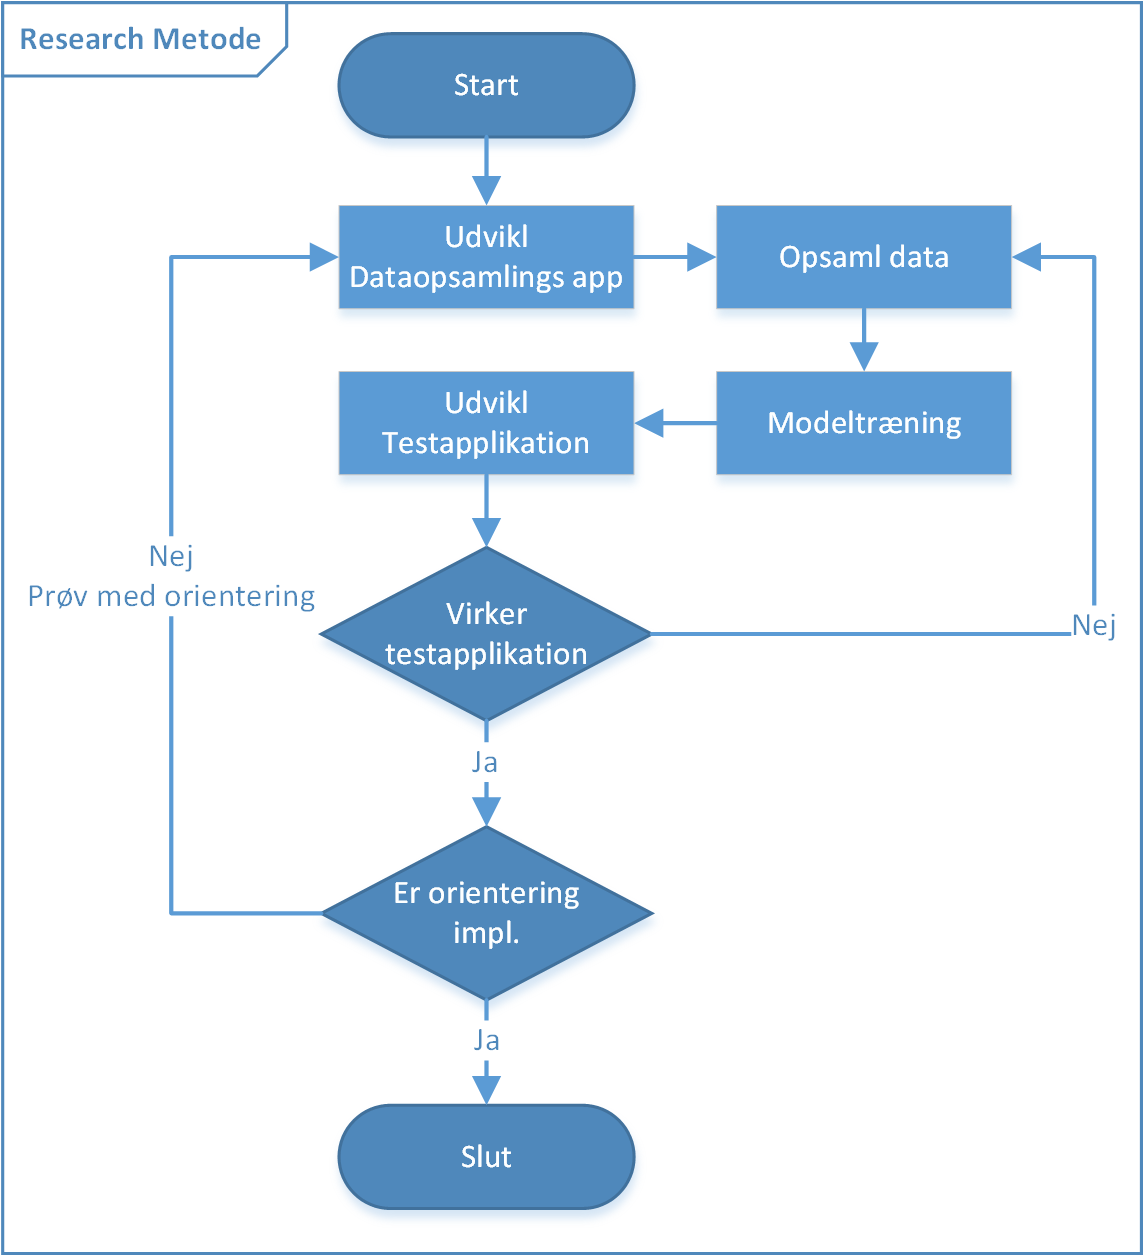 Research Metode
Start
Udvikl
Dataopsamlings app
Opsaml data
Udvikl
Testapplikation
Modeltræning
Nej
Prøv med orientering
Virker
testapplikation
Nej
Ja
Er orientering
impl.
Ja
Slut